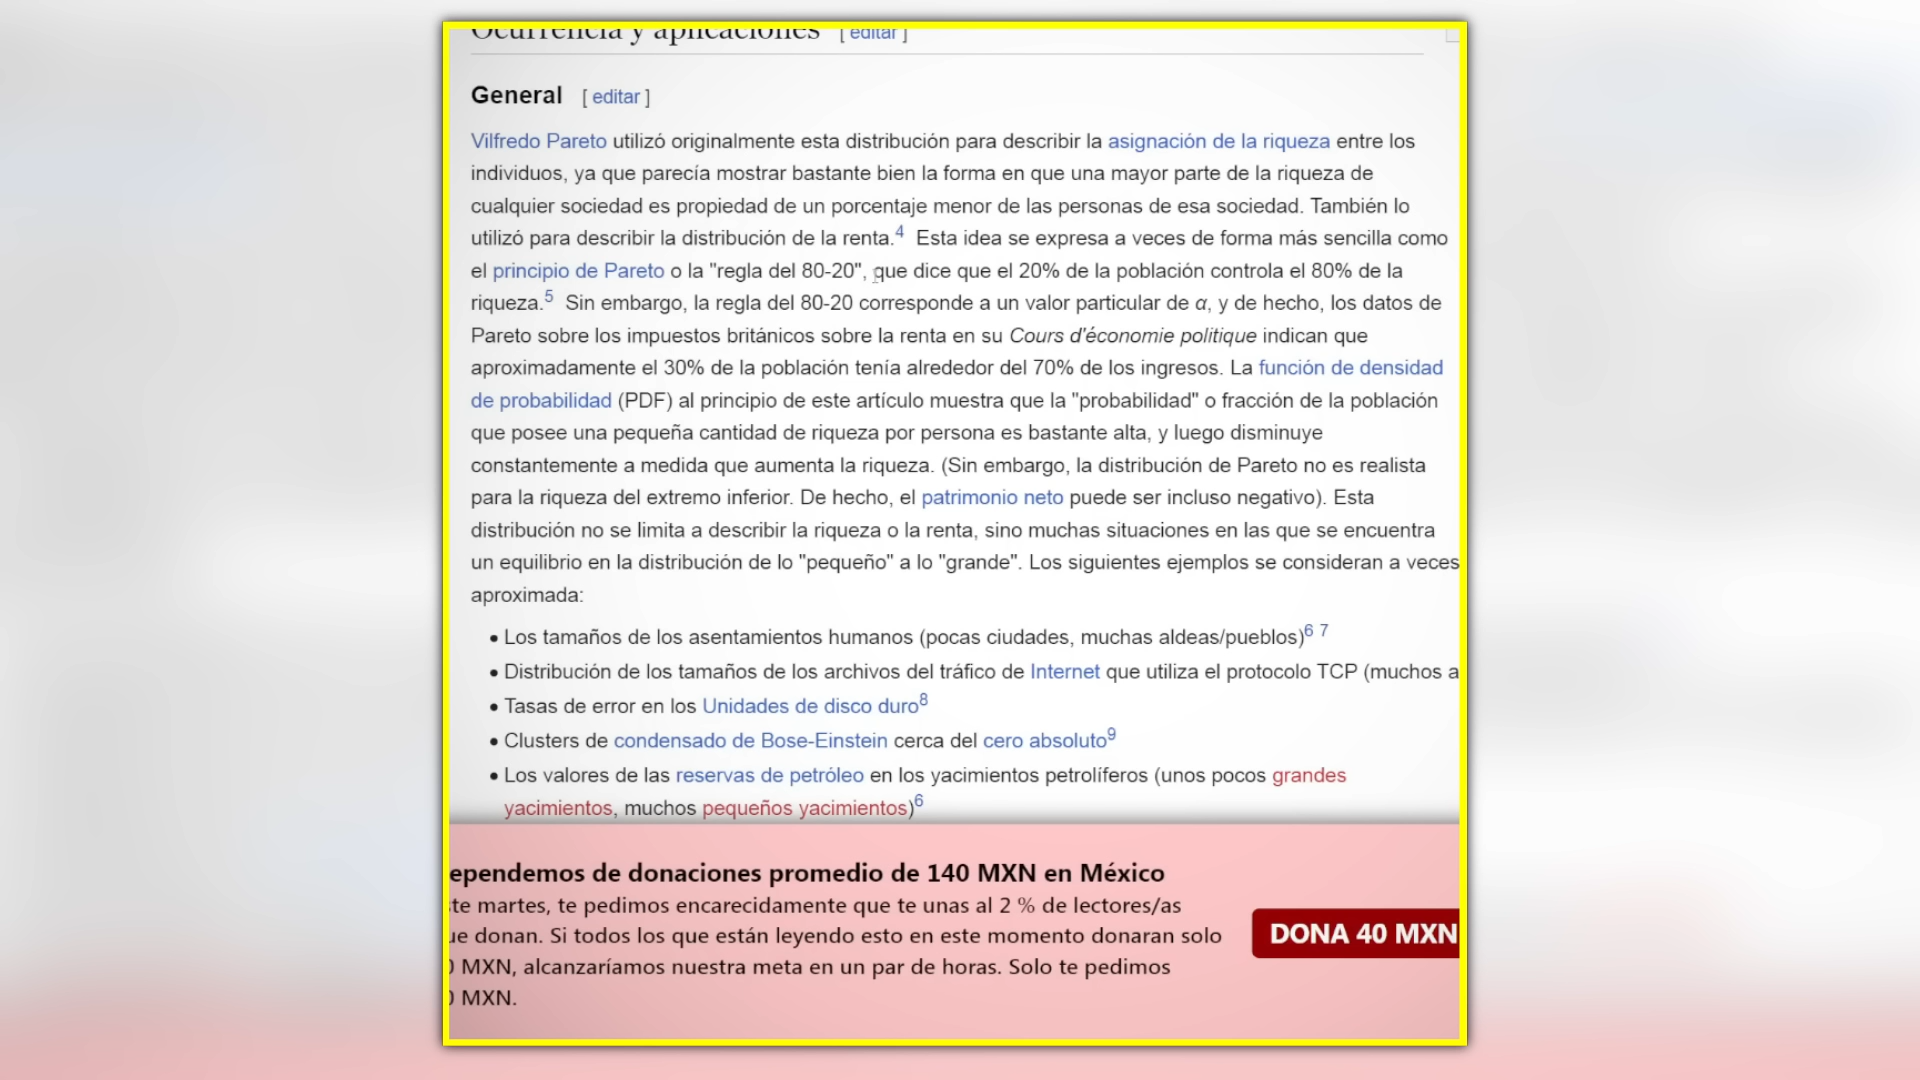 Ocurrencia y aplicaciones [ editar ]
General [ editar ]
Vilfredo Pareto utilizó originalmente esta distribución para describir la asignación de la riqueza entre los
individuos, ya que parecía mostrar bastante bien la forma en que una mayor parte de la riqueza de
cualquier sociedad es propiedad de un porcentaje menor de las personas de esa sociedad. También lo
utilizó para describir la distribución de la renta.4 Esta idea se expresa a veces de forma más sencilla como
el principio de Pareto o la "regla del 80-20", que dice que el 20% de la población controla el 80% de la
riqueza.5 Sin embargo, la regla del 80-20 corresponde a un valor particular de α, y de hecho, los datos de
Pareto sobre los impuestos británicos sobre la renta en su Cours d'économie politique indican que
aproximadamente el 30% de la población tenía alrededor del 70% de los ingresos. La función de densidad
de probabilidad (PDF) al principio de este artículo muestra que la "probabilidad" o fracción de la población
que posee una pequeña cantidad de riqueza por persona es bastante alta, y luego disminuye
constantemente a medida que aumenta la riqueza. (Sin embargo, la distribución de Pareto no es realista
para la riqueza del extremo inferior. De hecho, el patrimonio neto puede ser incluso negativo). Esta
distribución no se limita a describir la riqueza o la renta, sino muchas situaciones en las que se encuentra
un equilibrio en la distribución de lo "pequeño" a lo "grande". Los siguientes ejemplos se consideran a veces
aproximada:
• Los tamaños de los asentamientos humanos (pocas ciudades, muchas aldeas/pueblos)6 7
• Distribución de los tamaños de los archivos del tráfico de Internet que utiliza el protocolo TCP (muchos a
• Tasas de error en los Unidades de disco duro8
• Clusters de condensado de Bose-Einstein cerca del cero absoluto9
• Los valores de las reservas de petróleo en los yacimientos petrolíferos (unos pocos grandes
yacimientos, muchos pequeños yacimientos)6
ependemos de donaciones promedio de 140 MXN en México
te martes, te pedimos encarecidamente que te unas al 2 % de lectores/as
ue donan. Si todos los que están leyendo esto en este momento donaran solo
0 MXN, alcanzaríamos nuestra meta en un par de horas. Solo te pedimos
0 MXN.
DONA 40 MXN